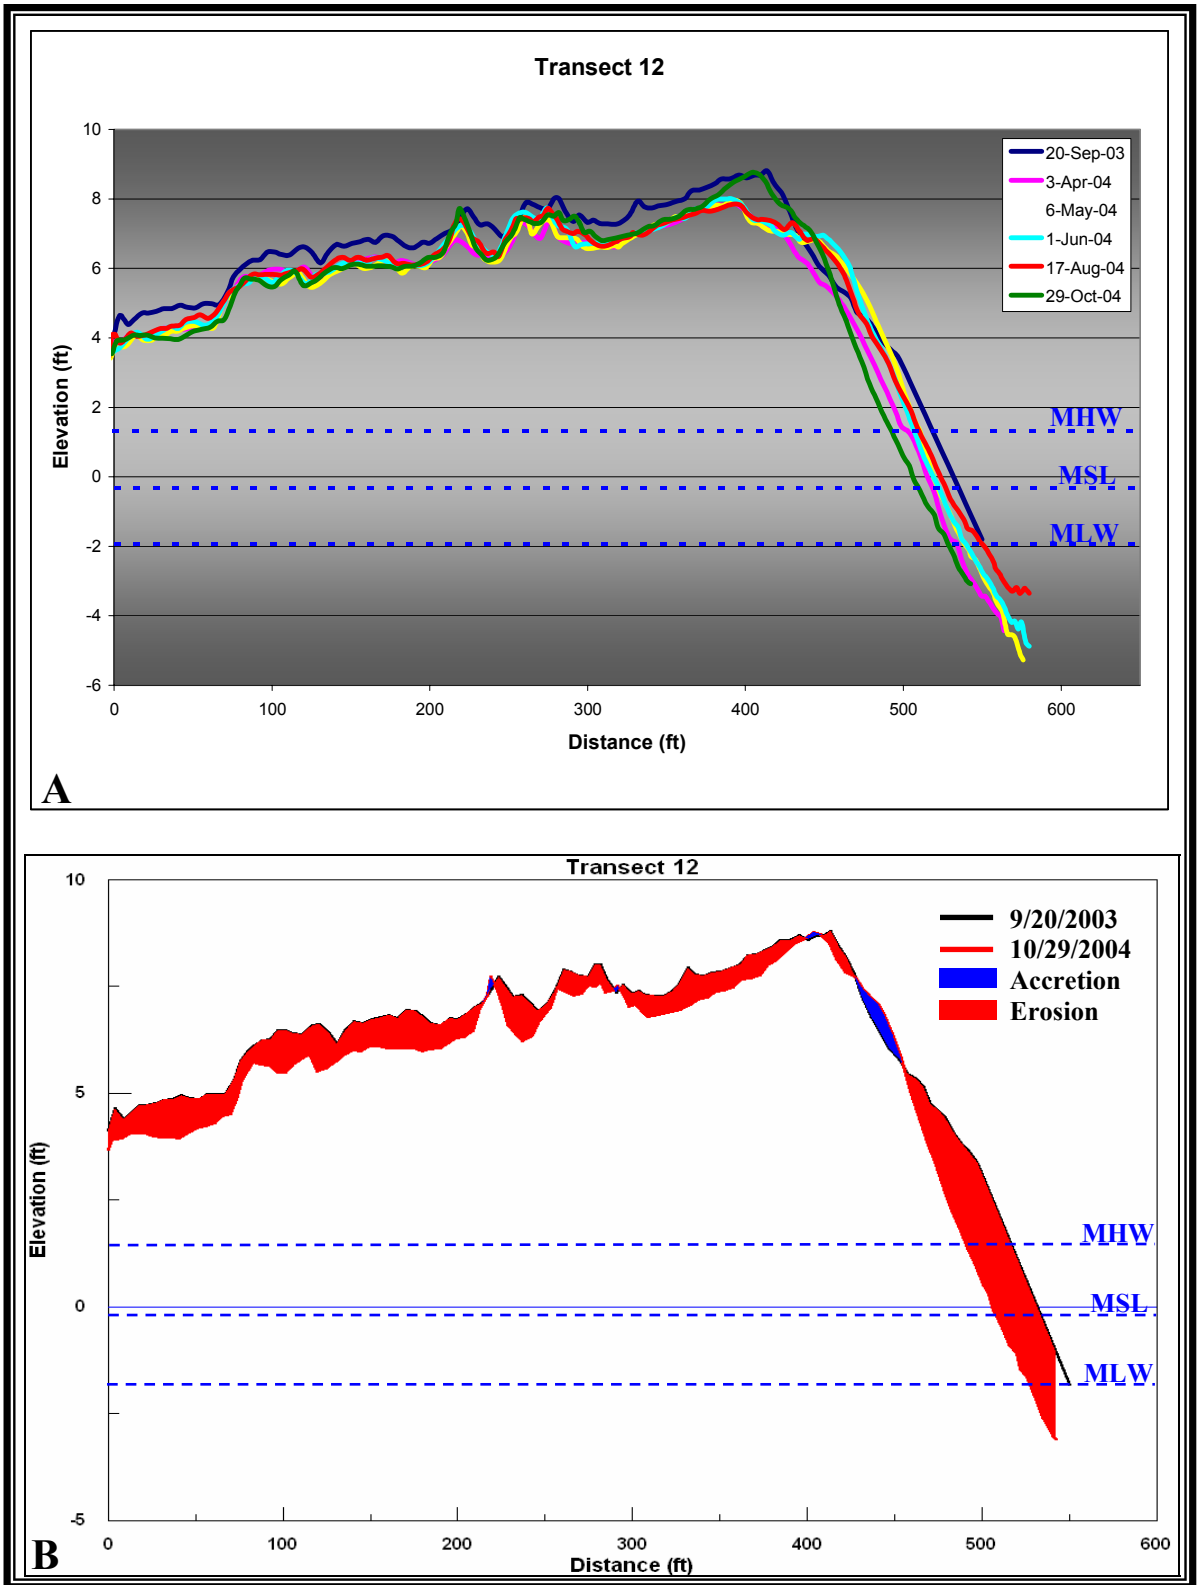 Transect 12
10
8
6
4
2
0
-2
-4
-6
Elevation (ft)
20-Sep-03
3-Apr-04
6-May-04
1-Jun-04
17-Aug-04
29-Oct-04
MHW
MSL
MLW
0 100 200 300 400 500 600
Distance (ft)
A
Transect 12
10
5
0
-5
Elevation (ft)
9/20/2003
10/29/2004
Accretion
Erosion
MHW
MSL
MLW
0 100 200 300 400 500 600
Distance (ft)
B